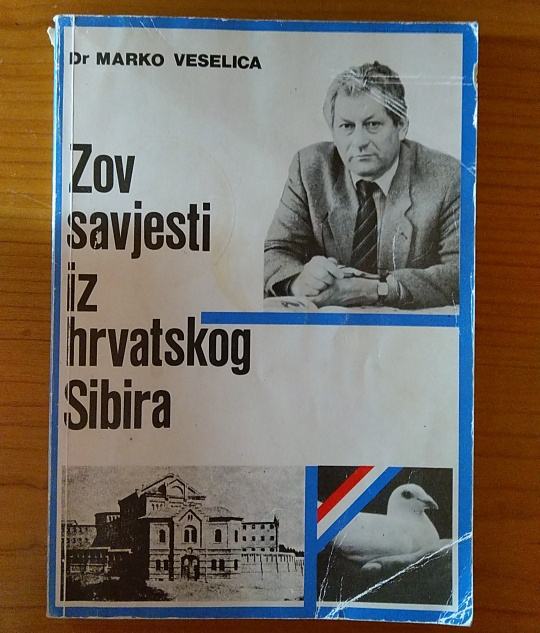 Dr MARKO VESELICA
Zov
savjesti
iz
hrvatskog
Sibira